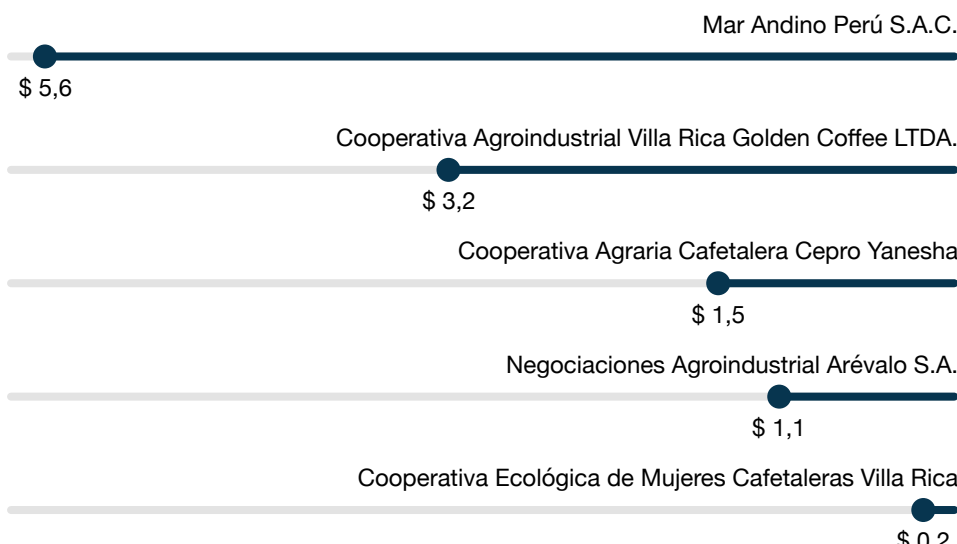 Mar Andino Perú S.A.C.
$ 5,6
Cooperativa Agroindustrial Villa Rica Golden Coffee LTDA.
$ 3,2
Cooperativa Agraria Cafetalera Cepro Yanesha
$ 1,5
Negociaciones Agroindustrial Arévalo S.A.
$ 1,1
Cooperativa Ecológica de Mujeres Cafetaleras Villa Rica
$ 0,2